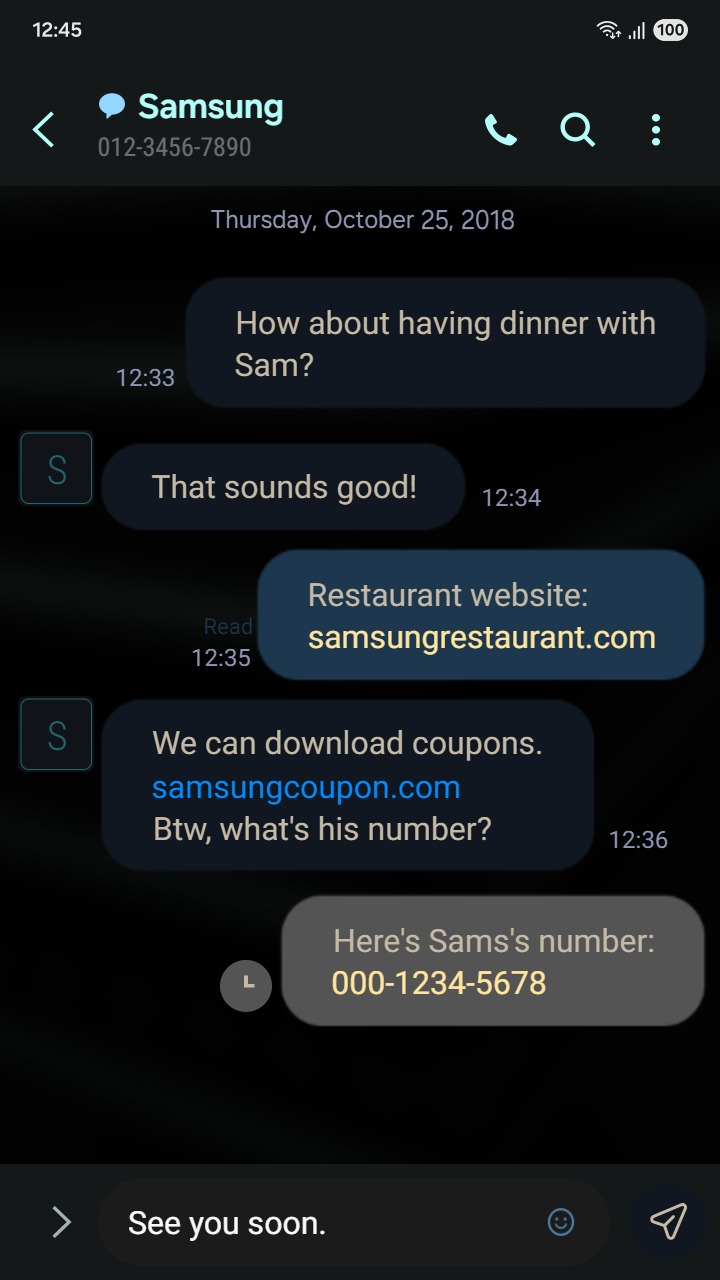 12:45
100
Samsung
012-3456-7890
Thursday, October 25, 2018
How about having dinner with
Sam?
12:33
S
That sounds good!
12:34
Restaurant website:
samsungrestaurant.com
Read
12:35
S
We can download coupons.
samsungcoupon.com
Btw, what's his number?
12:36
Here's Sams's number:
000-1234-5678
See you soon.